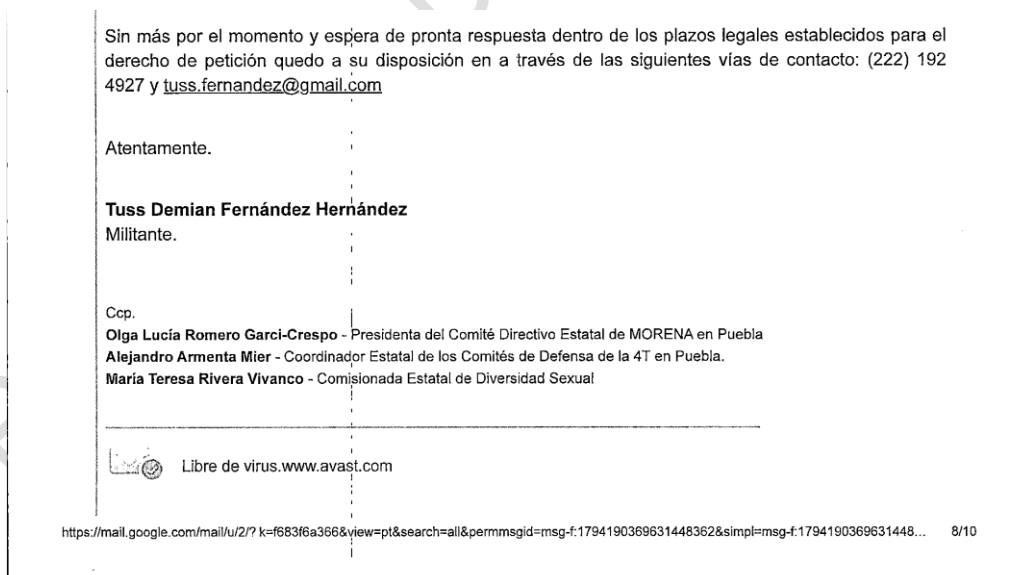 Sin más por el momento y espera de pronta respuesta dentro de los plazos legales establecidos para el
derecho de petición quedo a su disposición en a través de las siguientes vías de contacto: (222) 192
4927 y tuss.fernandez@gmail.com
Atentamente.
Tuss Demian Fernández Hernández
Militante.
Ccp.
Olga Lucía Romero Garci-Crespo - Presidenta del Comité Directivo Estatal de MORENA en Puebla
Alejandro Armenta Mier - Coordinador Estatal de los Comités de Defensa de la 4T en Puebla.
María Teresa Rivera Vivanco - Comisionada Estatal de Diversidad Sexual
Libre de virus.www.avast.com
https://mail.google.com/mail/u/2/?k=f683f6a366&view=pt&search=all&permmsgid=msg-f:1794190369631448362&simpl=msg-f:1794190369631448... 8/10